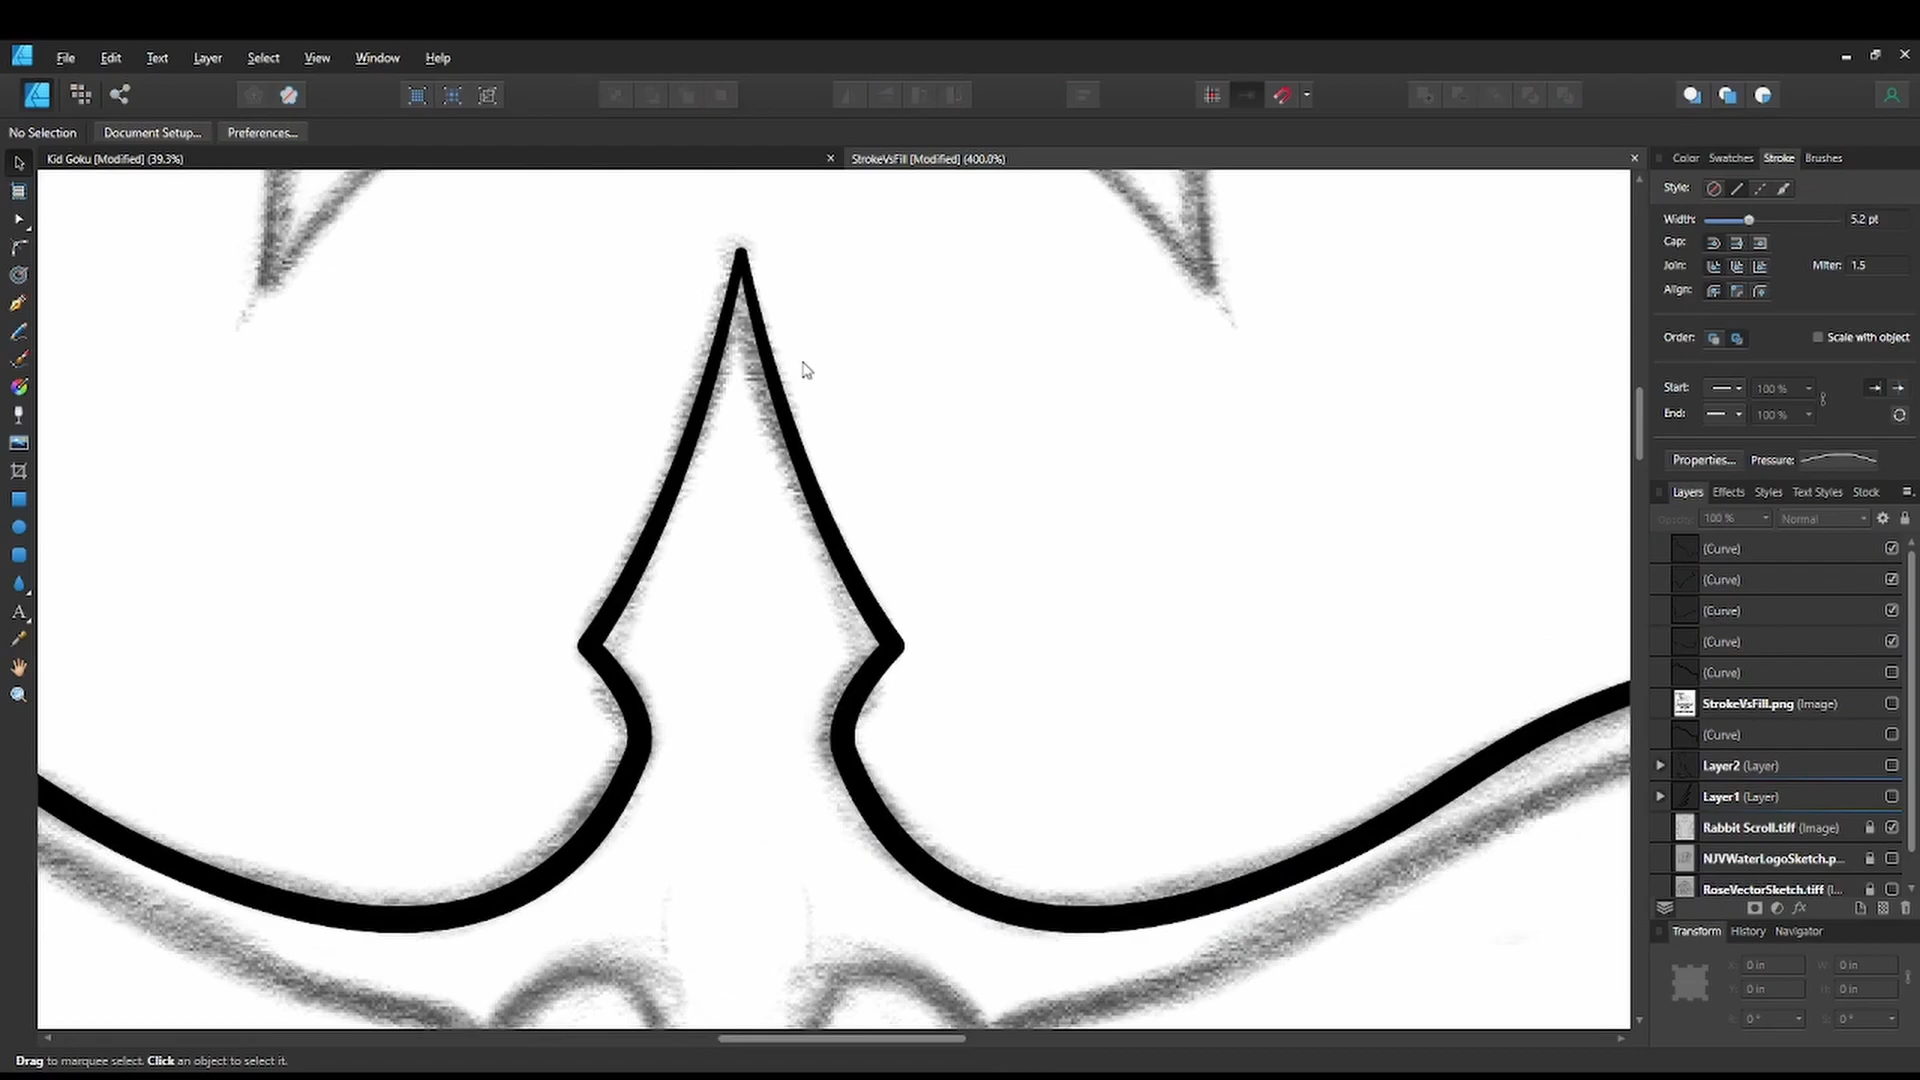 File Edit Text Layer Select View Window Help
No Selection Document Setup... Preferences...
Kid Goku [Modified] (39.3%) StrokeVsFill [Modified] (400.0%)
Color Swatches Stroke Brushes
Style:
Width: 5.2 pt
Cap:
Join: Miter: 1.5
Align:
Order: Scale with object
Start: 100 %
End: 100 %
Properties... Pressure:
Layers Effects Styles Text Styles Stock
Opacity: 100 % Normal
(Curve)
(Curve)
(Curve)
(Curve)
(Curve)
StrokeVsFill.png (Image)
(Curve)
Layer2 (Layer)
Layer1 (Layer)
Rabbit Scroll.tiff (Image)
NJVWaterLogoSketch.p...
RoseVectorSketch.tiff (I...
Transform History Navigator
X: 0 in W: 0 in
Y: 0 in H: 0 in
R: 0 ° S: 0 °
Drag to marquee select. Click an object to select it.